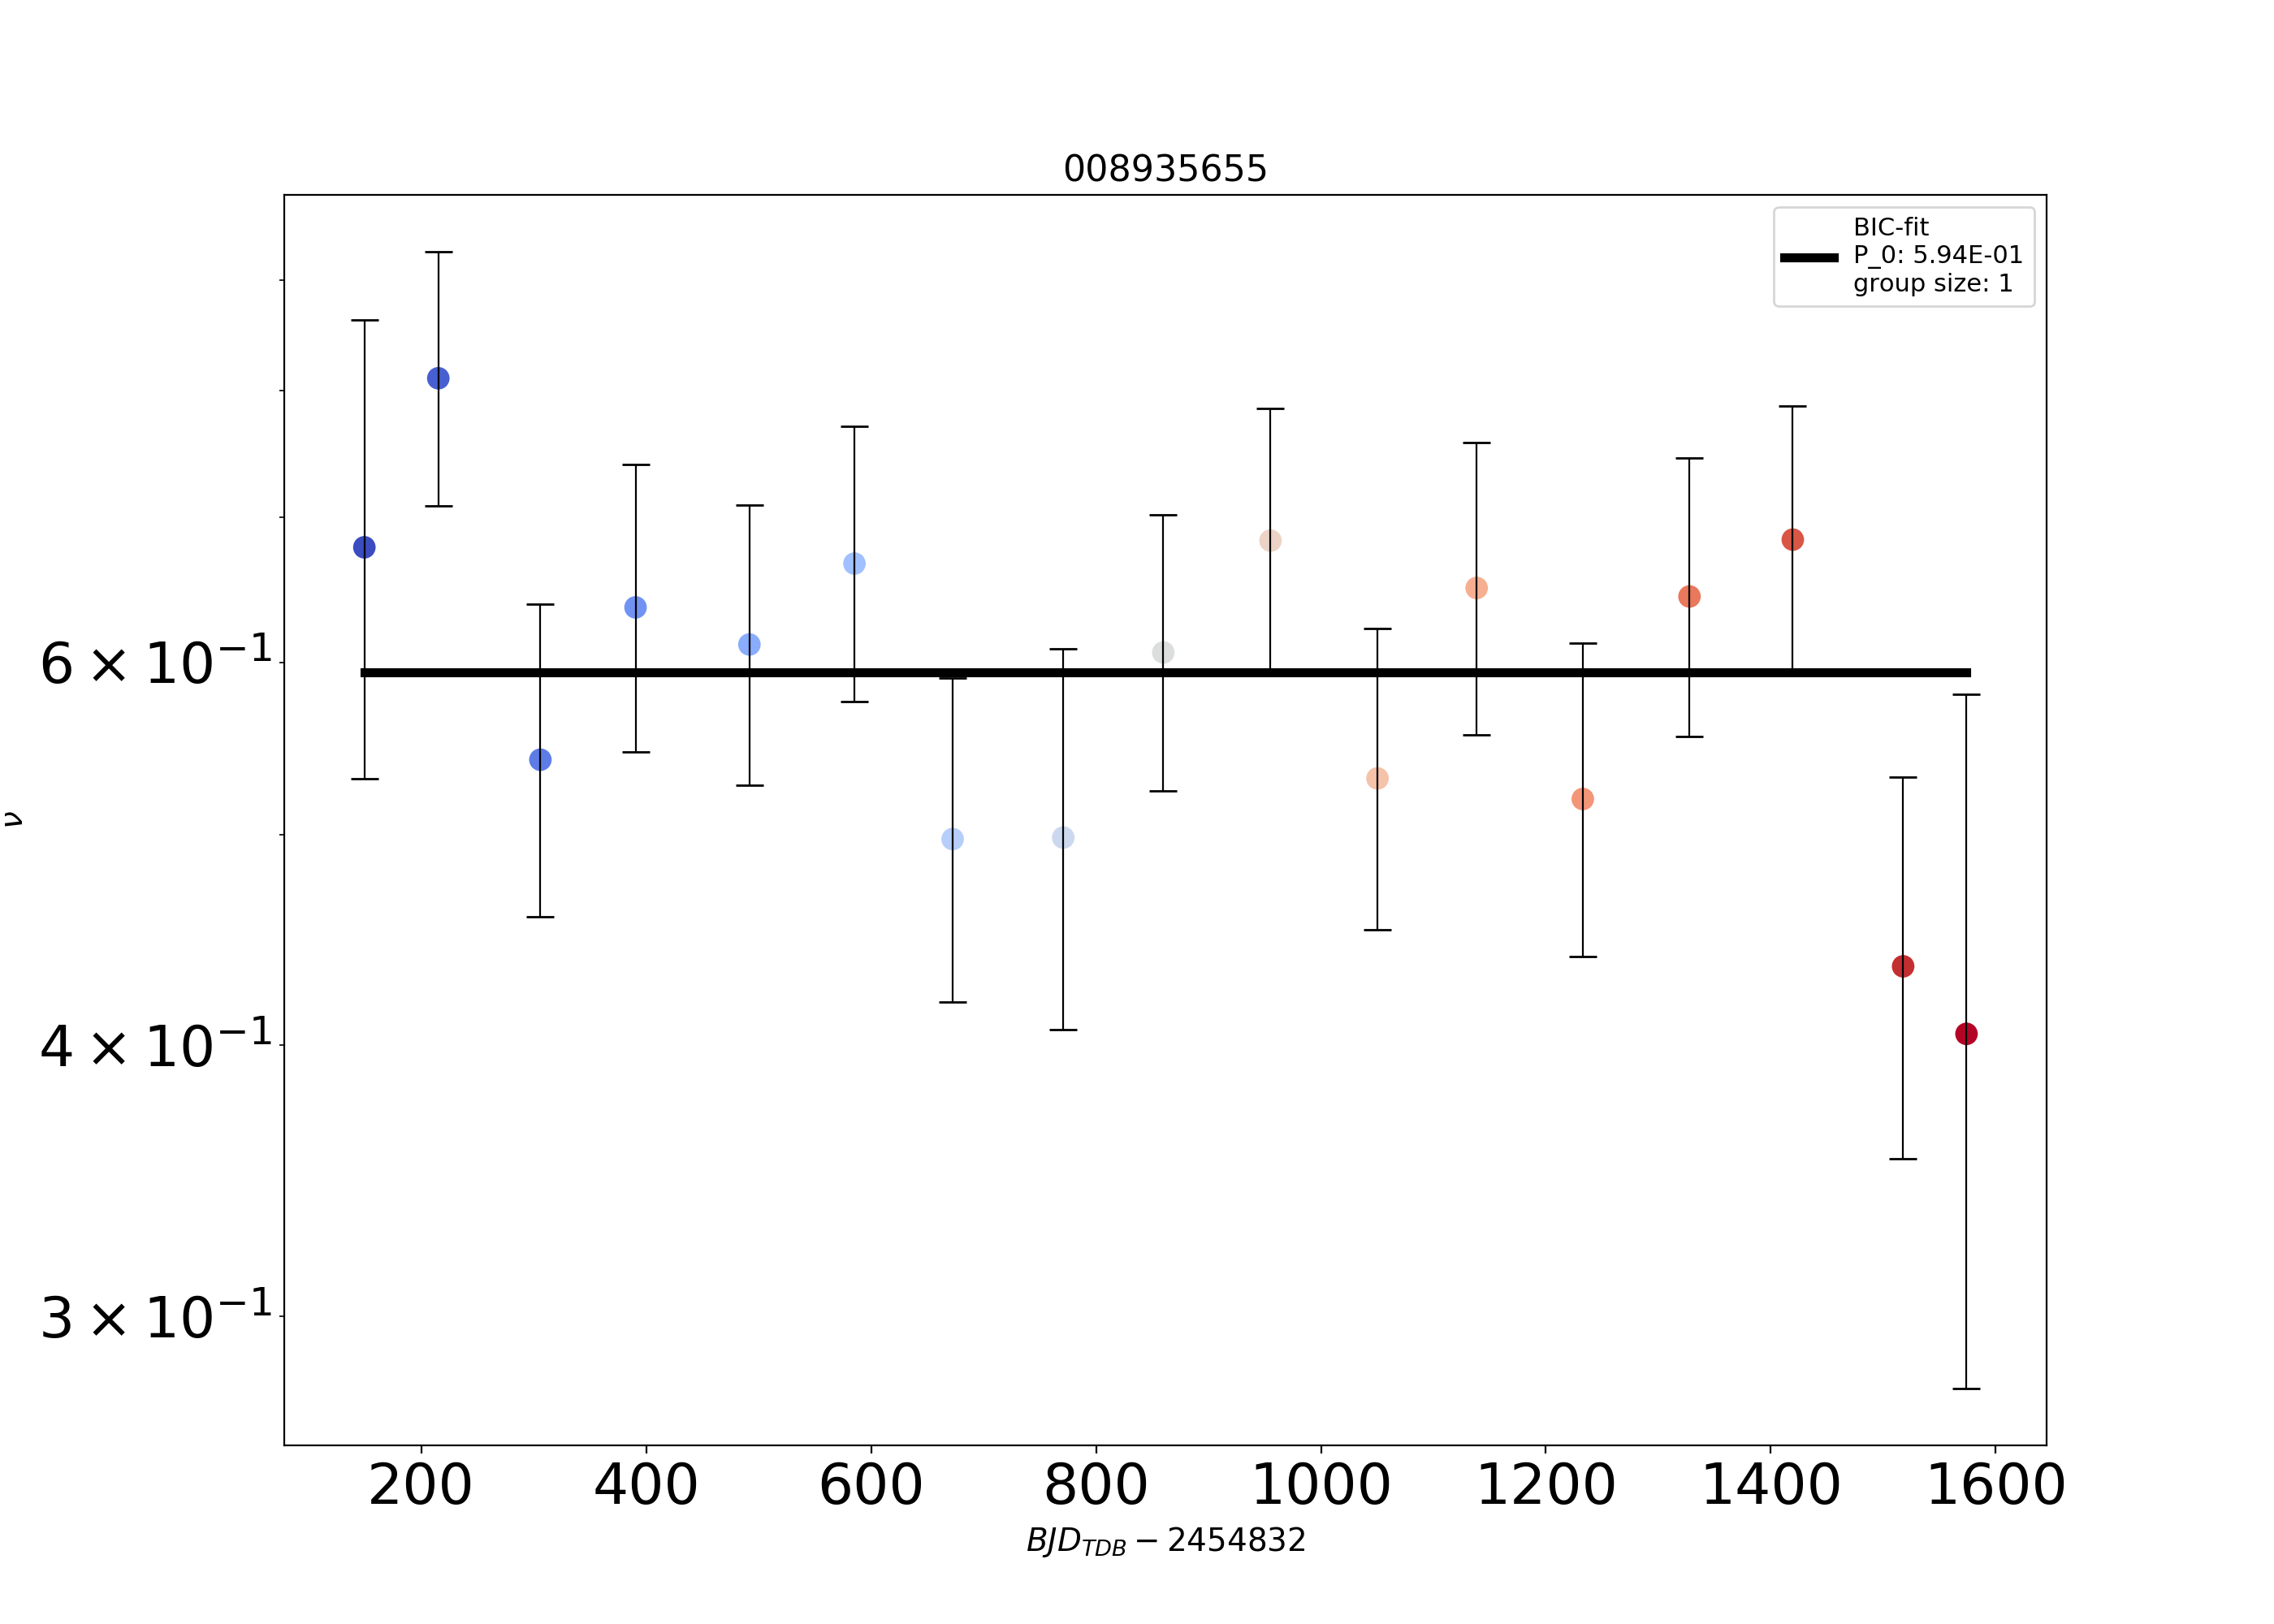 008935655
BIC-fit
P_0: 5.94E-01
group size: 1
6 × 10⁻¹
4 × 10⁻¹
3 × 10⁻¹
ν
200 400 600 800 1000 1200 1400 1600
BJD_TDB − 2454832